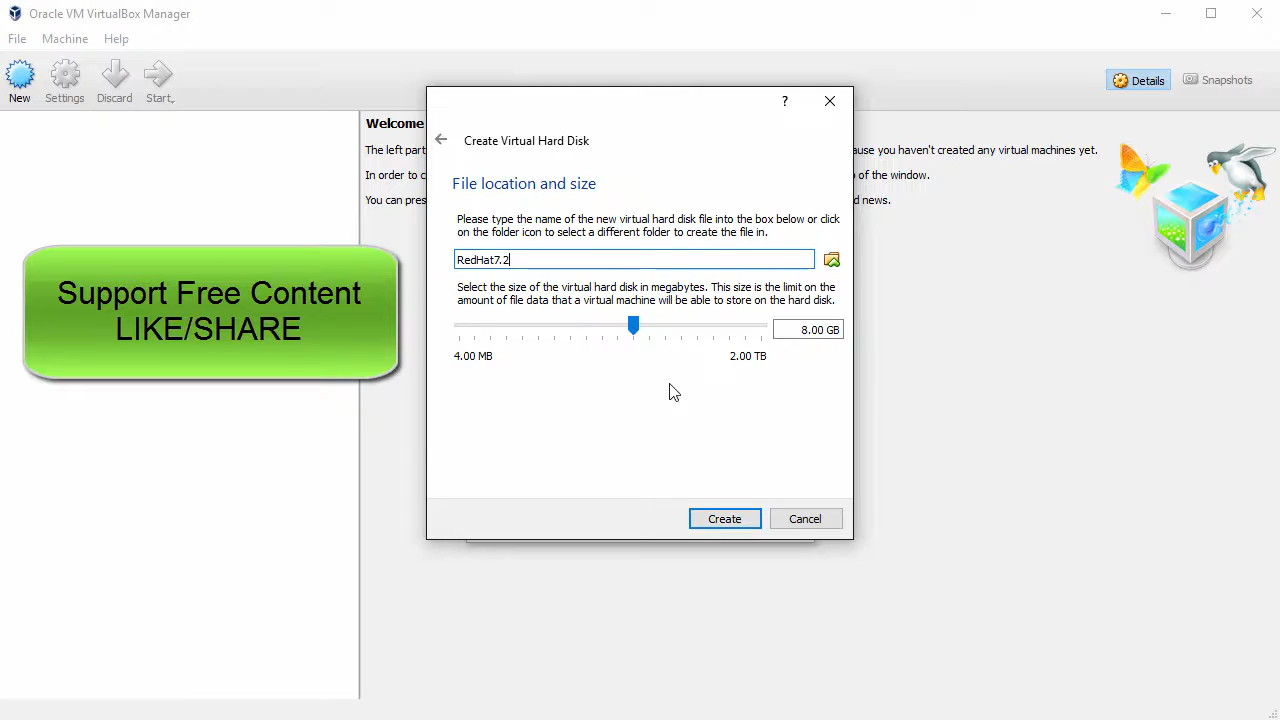 Oracle VM VirtualBox Manager
File Machine Help
New Settings Discard Start
Details Snapshots
Welcome
The left part
ause you haven't created any virtual machines yet.
In order to c
p of the window.
You can pres
d news.
Support Free Content
LIKE/SHARE
?
Create Virtual Hard Disk
File location and size
Please type the name of the new virtual hard disk file into the box below or click
on the folder icon to select a different folder to create the file in.
RedHat7.2
Select the size of the virtual hard disk in megabytes. This size is the limit on the
amount of file data that a virtual machine will be able to store on the hard disk.
8.00 GB
4.00 MB 2.00 TB
Create Cancel